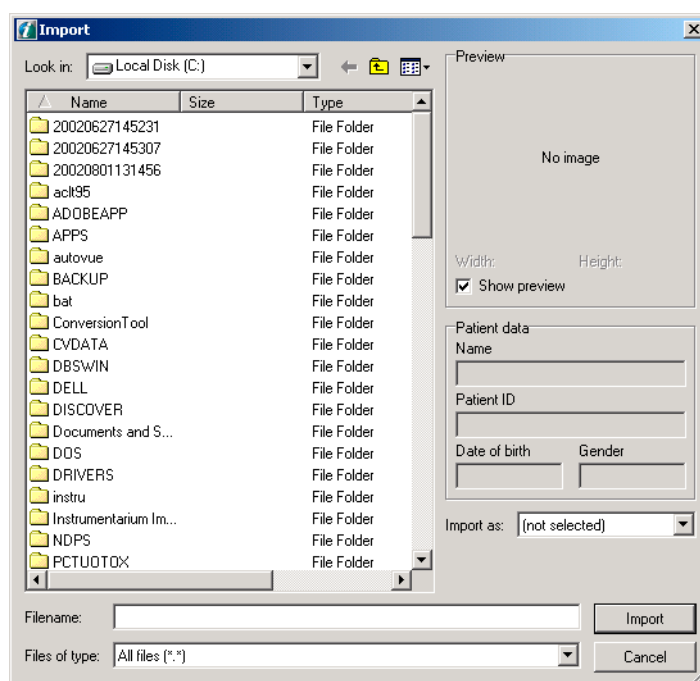 Import
Look in: Local Disk (C:)
Name Size Type
20020627145231 File Folder
20020627145307 File Folder
20020801131456 File Folder
aclt95 File Folder
ADOBEAPP File Folder
APPS File Folder
autovue File Folder
BACKUP File Folder
bat File Folder
ConversionTool File Folder
CVDATA File Folder
DBSWIN File Folder
DELL File Folder
DISCOVER File Folder
Documents and S... File Folder
DOS File Folder
DRIVERS File Folder
instru File Folder
Instrumentarium Im... File Folder
NDPS File Folder
PCTUOTOX File Folder
Preview
No image
Width: Height:
Show preview
Patient data
Name
Patient ID
Date of birth Gender
Import as: (not selected)
Filename: Import
Files of type: All files (*.*) Cancel